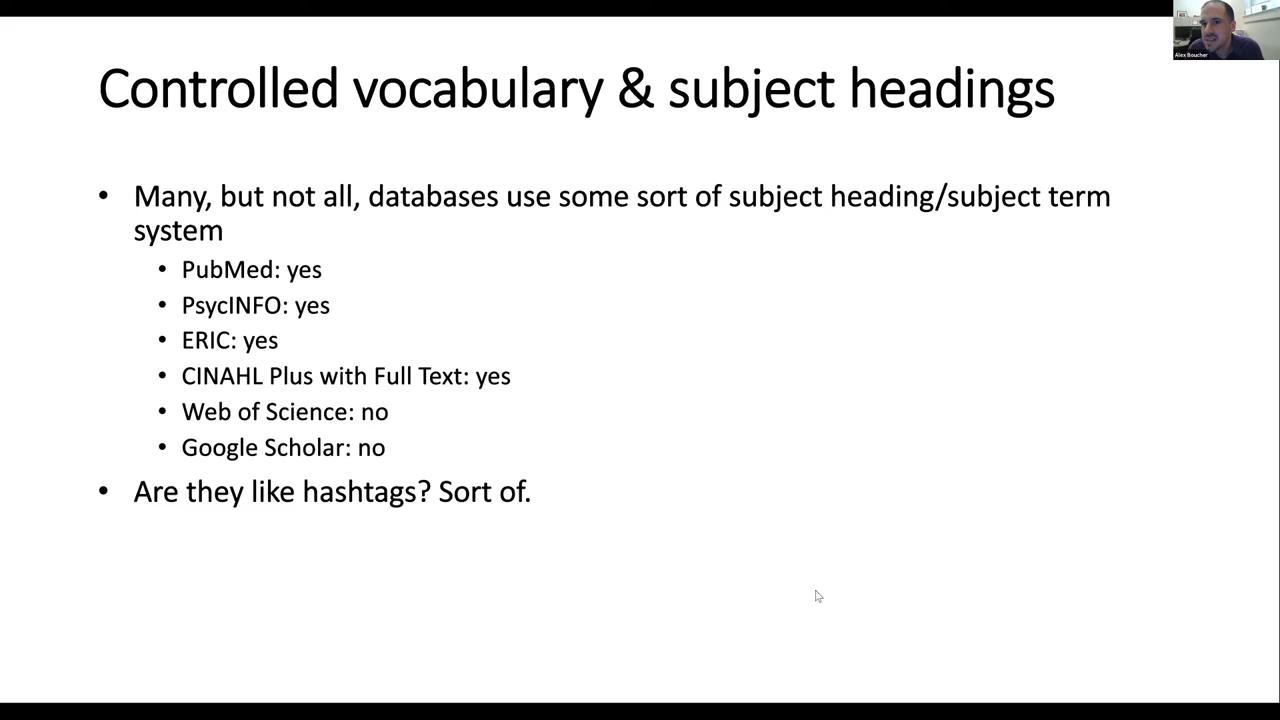 Alex Boucher
Controlled vocabulary & subject headings
• Many, but not all, databases use some sort of subject heading/subject term
system
• PubMed: yes
• PsycINFO: yes
• ERIC: yes
• CINAHL Plus with Full Text: yes
• Web of Science: no
• Google Scholar: no
• Are they like hashtags? Sort of.